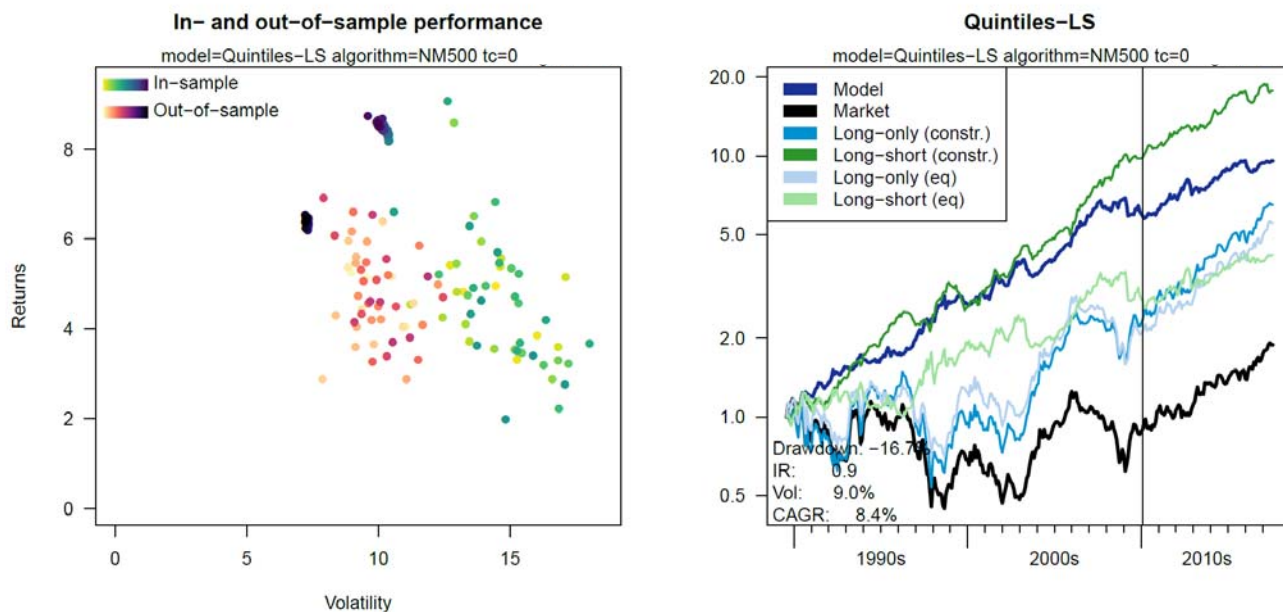 In- and out-of-sample performance
model=Quintiles-LS algorithm=NM500 tc=0
In-sample
Out-of-sample
8
6
4
2
0
Returns
0
5
10
15
Volatility
Quintiles-LS
model=Quintiles-LS algorithm=NM500 tc=0
Model
Market
Long-only (constr.)
Long-short (constr.)
Long-only (eq)
Long-short (eq)
20.0
10.0
5.0
2.0
1.0
0.5
Drawdown: -16.7%
IR: 0.9
Vol: 9.0%
CAGR: 8.4%
1990s
2000s
2010s